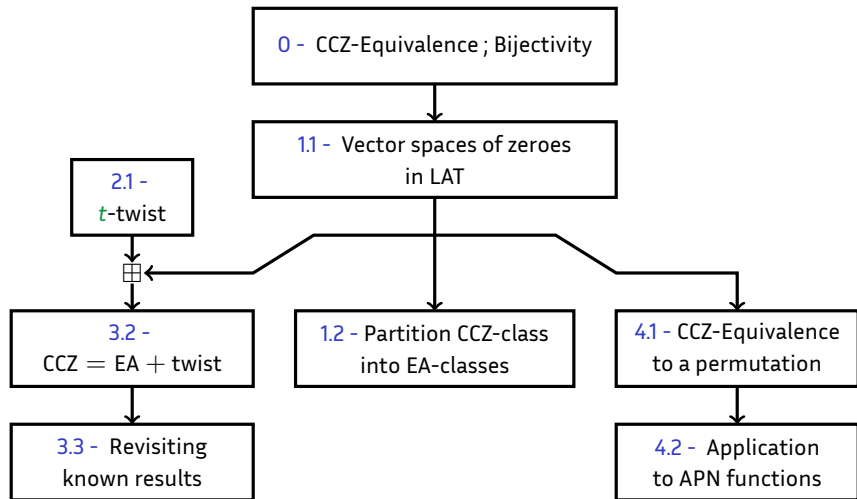 0 - CCZ-Equivalence ; Bijectivity
1.1 - Vector spaces of zeroes
in LAT
2.1 -
t-twist
⊞
3.2 -
CCZ = EA + twist
1.2 - Partition CCZ-class
into EA-classes
4.1 - CCZ-Equivalence
to a permutation
3.3 - Revisiting
known results
4.2 - Application
to APN functions